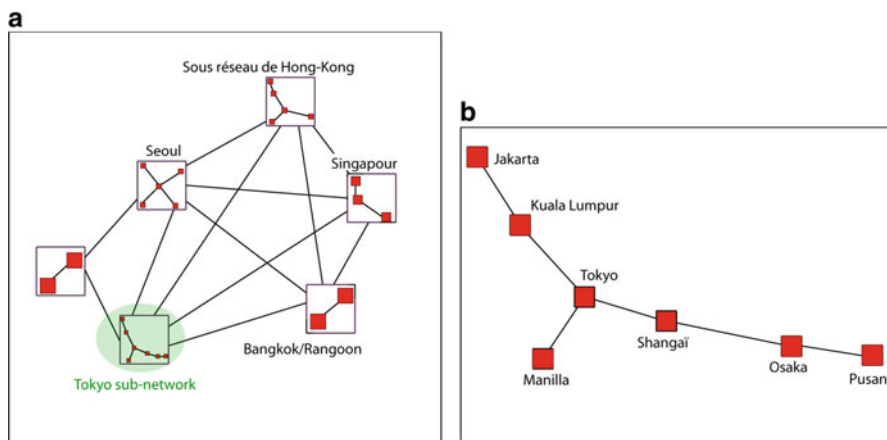 a
Sous réseau de Hong-Kong
Seoul
Singapour
Bangkok/Rangoon
Tokyo sub-network
b
Jakarta
Kuala Lumpur
Tokyo
Shangaï
Manilla
Osaka
Pusan